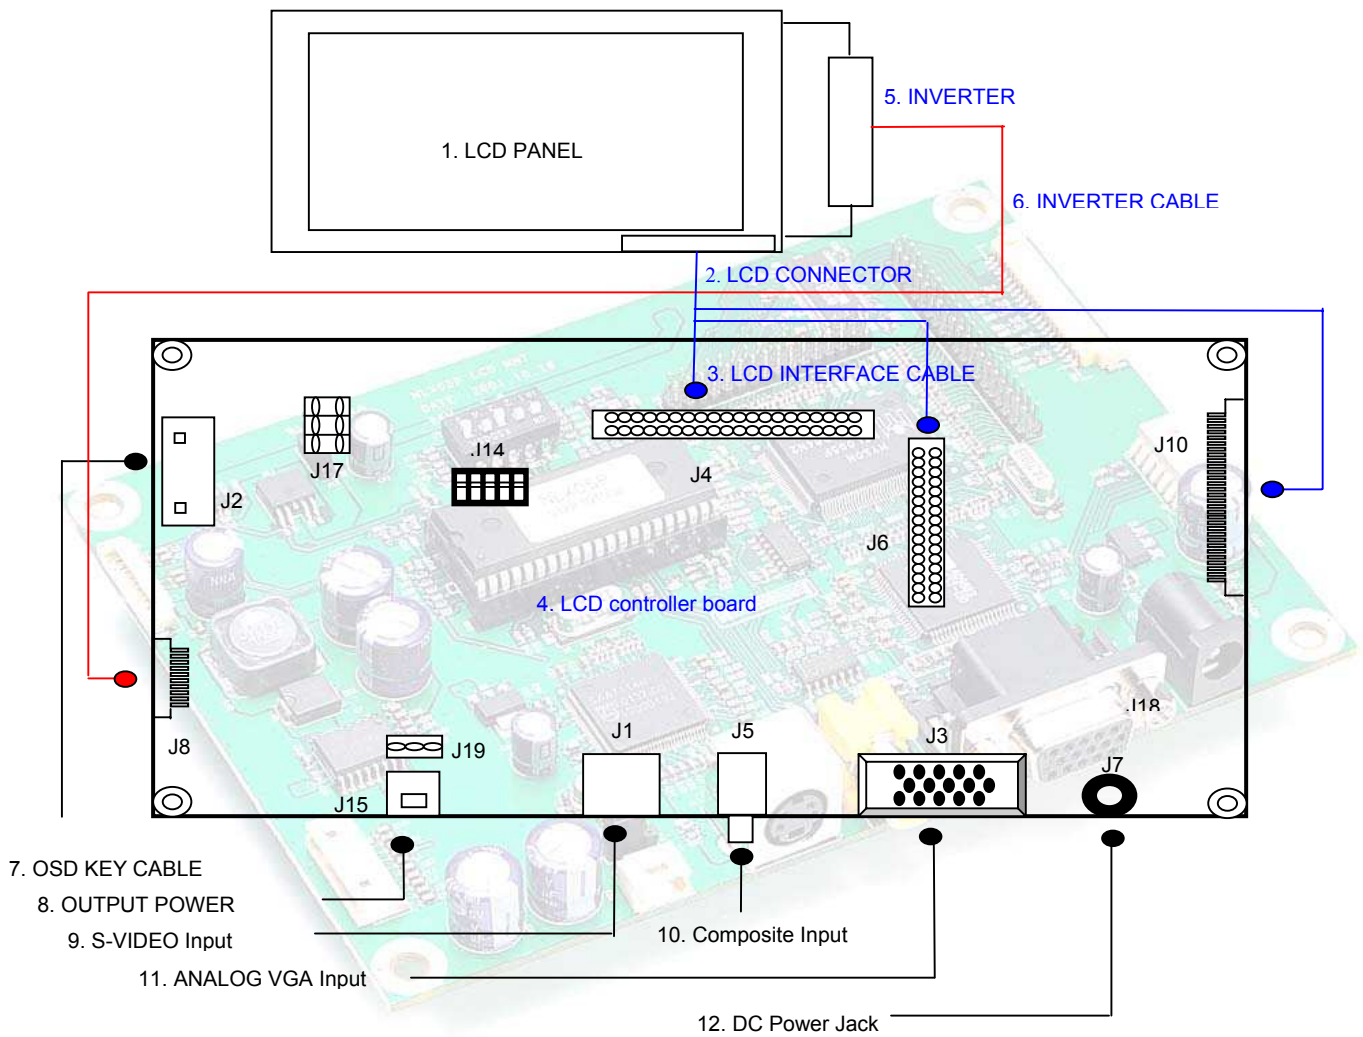 1. LCD PANEL
5. INVERTER
6. INVERTER CABLE
2. LCD CONNECTOR
3. LCD INTERFACE CABLE
J17
J14
J4
J10
J2
J6
4. LCD controller board
J8
J19
J1
J5
J3
J18
J15
J7
7. OSD KEY CABLE
8. OUTPUT POWER
9. S-VIDEO Input
10. Composite Input
11. ANALOG VGA Input
12. DC Power Jack